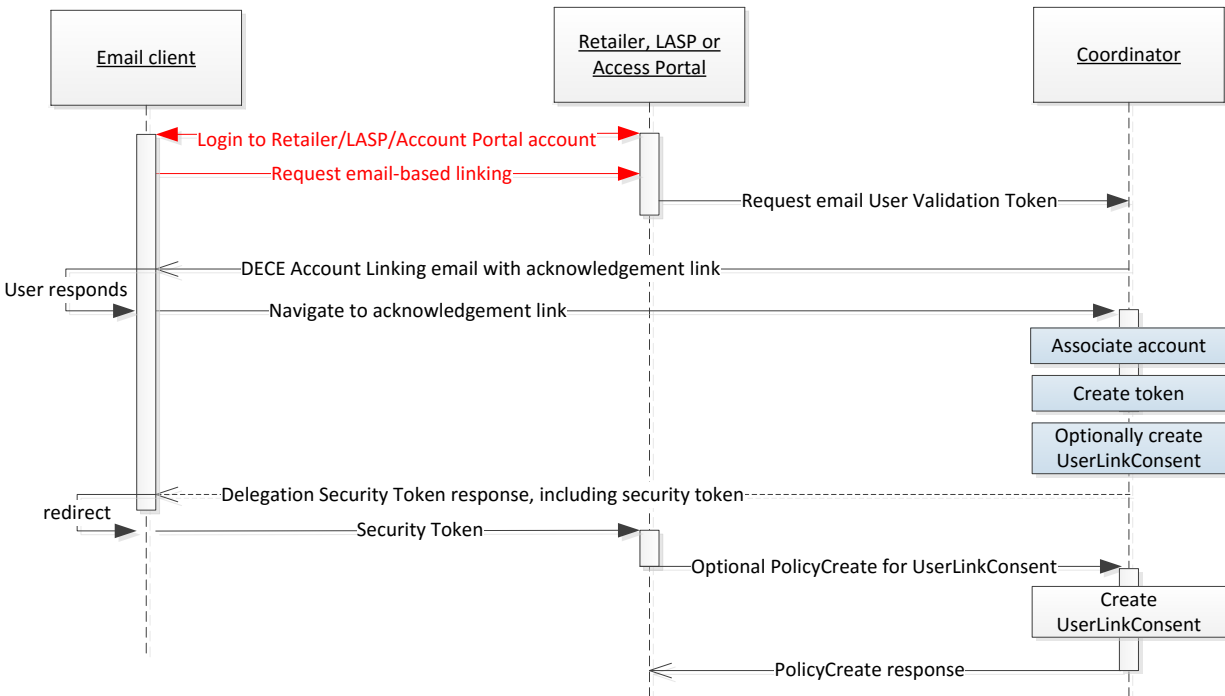 Email client
Retailer, LASP or
Access Portal
Coordinator
Login to Retailer/LASP/Account Portal account
Request email-based linking
Request email User Validation Token
DECE Account Linking email with acknowledgement link
User responds
Navigate to acknowledgement link
Associate account
Create token
Optionally create
UserLinkConsent
Delegation Security Token response, including security token
redirect
Security Token
Optional PolicyCreate for UserLinkConsent
Create
UserLinkConsent
PolicyCreate response